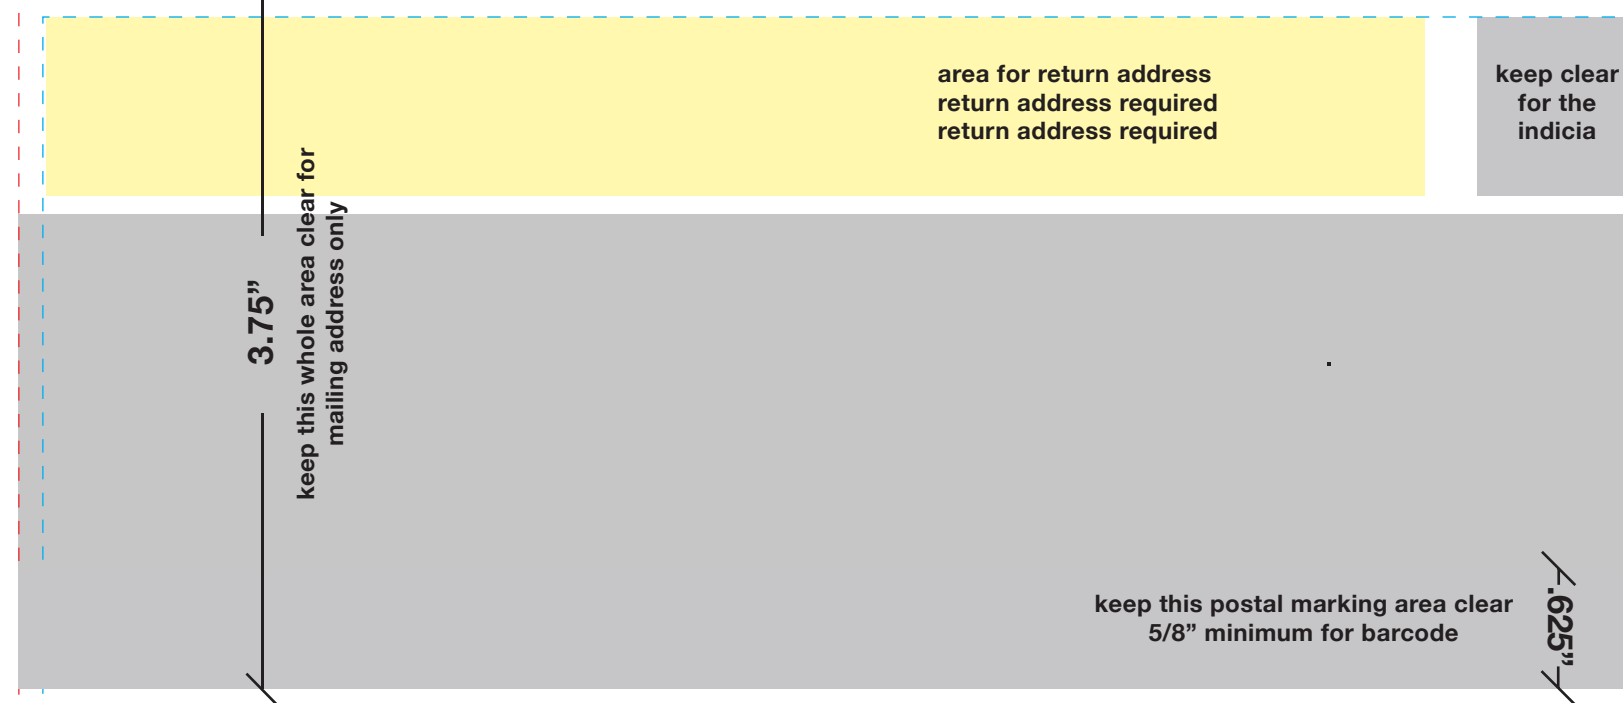 area for return address
return address required
return address required
keep clear
for the
indicia
3.75”
keep this whole area clear for
mailing address only
keep this postal marking area clear
5/8” minimum for barcode
.625”